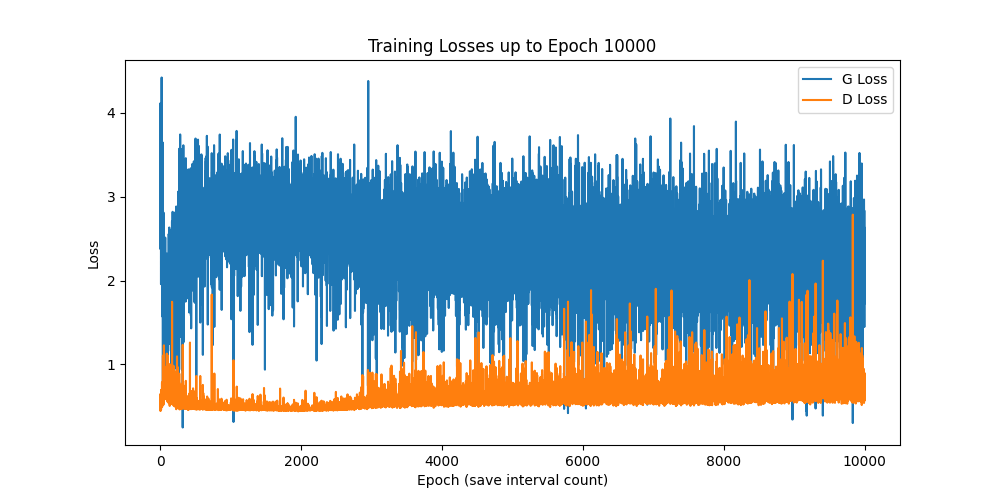 Training Losses up to Epoch 10000
G Loss
D Loss
4
3
2
1
Loss
0
2000
4000
6000
8000
10000
Epoch (save interval count)